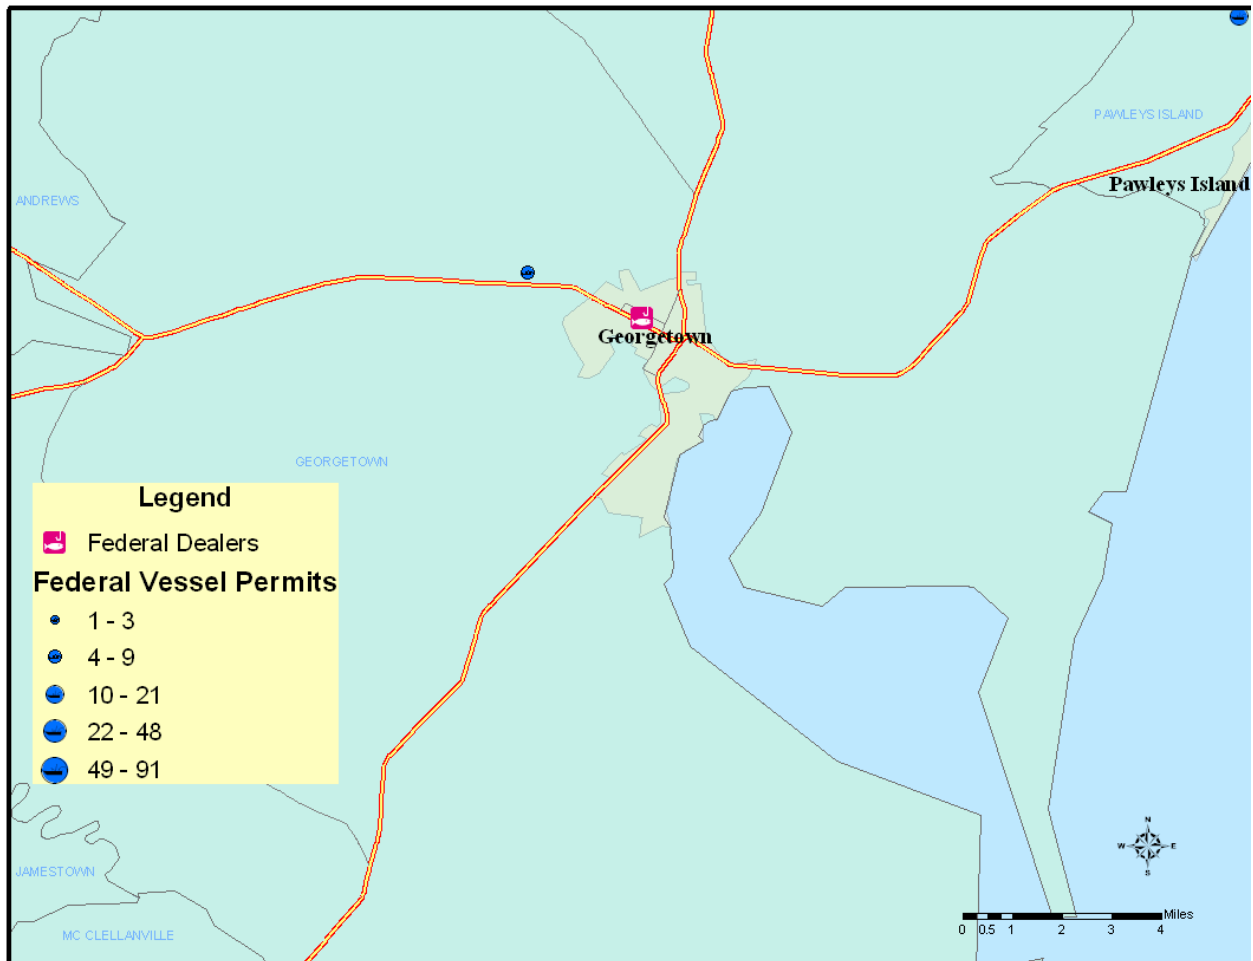 PAWLEYS ISLAND
Pawleys Island
ANDREWS
Georgetown
GEORGETOWN
Legend
Federal Dealers
Federal Vessel Permits
1 - 3
4 - 9
10 - 21
22 - 48
49 - 91
JAMESTOWN
MC CLELLANVILLE
N
W E
S
Miles
0 0.5 1 2 3 4